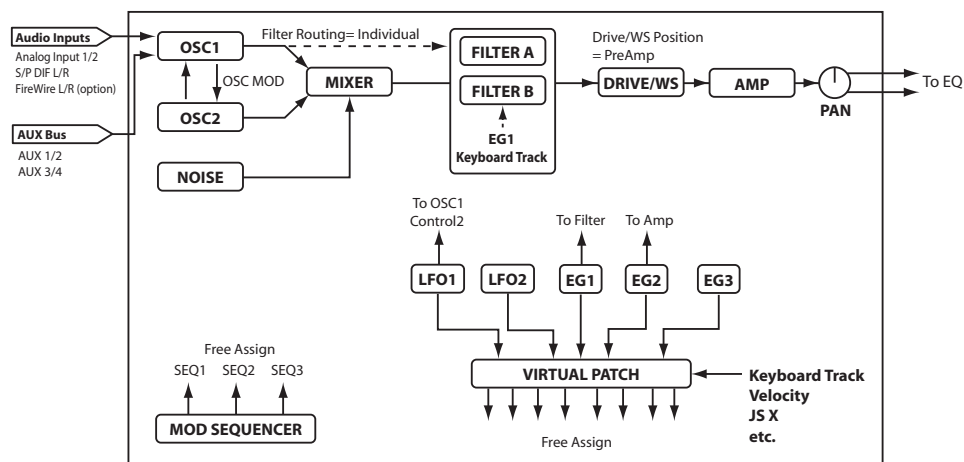 Audio Inputs
Analog Input 1/2
S/P DIF L/R
FireWire L/R (option)
AUX Bus
AUX 1/2
AUX 3/4
OSC1
OSC MOD
OSC2
NOISE
Filter Routing= Individual
MIXER
FILTER A
FILTER B
EG1
Keyboard Track
Drive/WS Position
= PreAmp
DRIVE/WS
AMP
PAN
To EQ
To OSC1
Control2
To Filter
To Amp
LFO1
LFO2
EG1
EG2
EG3
VIRTUAL PATCH
Keyboard Track
Velocity
JS X
etc.
Free Assign
Free Assign
SEQ1
SEQ2
SEQ3
MOD SEQUENCER